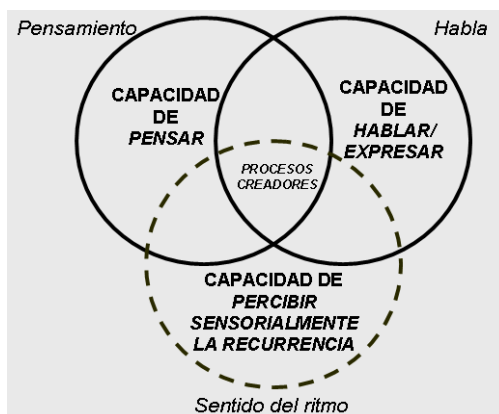 Pensamiento
Habla
CAPACIDAD
DE
PENSAR
CAPACIDAD
DE
HABLAR/
EXPRESAR
PROCESOS
CREADORES
CAPACIDAD DE
PERCIBIR
SENSORIALMENTE
LA RECURRENCIA
Sentido del ritmo